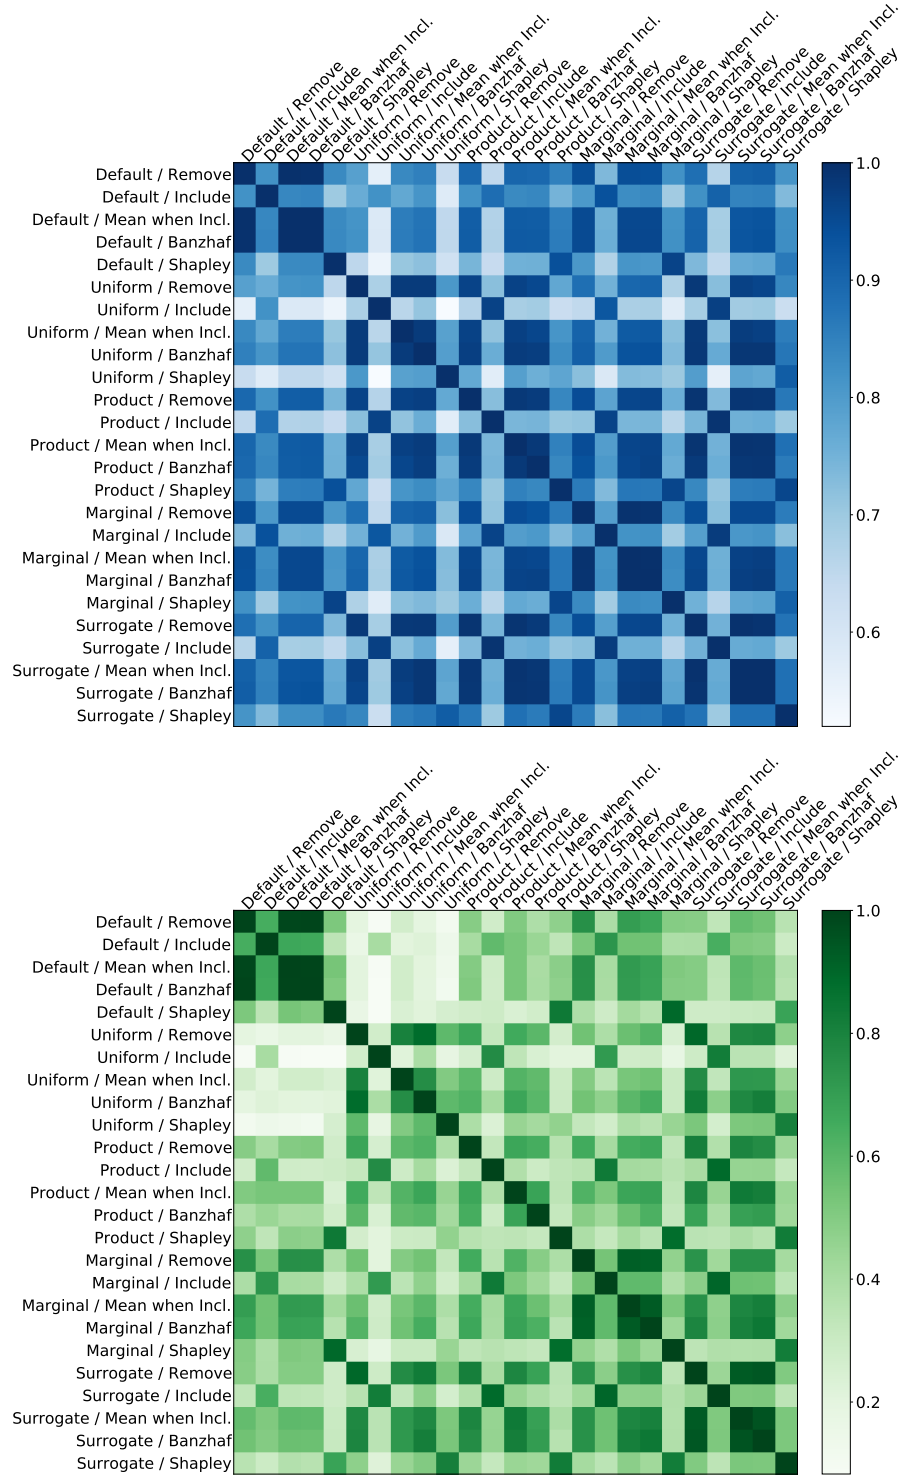 Default / Remove
Default / Include
Default / Mean when Incl.
Default / Banzhaf
Default / Shapley
Uniform / Remove
Uniform / Include
Uniform / Mean when Incl.
Uniform / Banzhaf
Uniform / Shapley
Product / Remove
Product / Include
Product / Mean when Incl.
Product / Banzhaf
Product / Shapley
Marginal / Remove
Marginal / Include
Marginal / Mean when Incl.
Marginal / Banzhaf
Marginal / Shapley
Surrogate / Remove
Surrogate / Include
Surrogate / Mean when Incl.
Surrogate / Banzhaf
Surrogate / Shapley
Default / Remove
Default / Include
Default / Mean when Incl.
Default / Banzhaf
Default / Shapley
Uniform / Remove
Uniform / Include
Uniform / Mean when Incl.
Uniform / Banzhaf
Uniform / Shapley
Product / Remove
Product / Include
Product / Mean when Incl.
Product / Banzhaf
Product / Shapley
Marginal / Remove
Marginal / Include
Marginal / Mean when Incl.
Marginal / Banzhaf
Marginal / Shapley
Surrogate / Remove
Surrogate / Include
Surrogate / Mean when Incl.
Surrogate / Banzhaf
Surrogate / Shapley
1.0
0.9
0.8
0.7
0.6
Default / Remove
Default / Include
Default / Mean when Incl.
Default / Banzhaf
Default / Shapley
Uniform / Remove
Uniform / Include
Uniform / Mean when Incl.
Uniform / Banzhaf
Uniform / Shapley
Product / Remove
Product / Include
Product / Mean when Incl.
Product / Banzhaf
Product / Shapley
Marginal / Remove
Marginal / Include
Marginal / Mean when Incl.
Marginal / Banzhaf
Marginal / Shapley
Surrogate / Remove
Surrogate / Include
Surrogate / Mean when Incl.
Surrogate / Banzhaf
Surrogate / Shapley
Default / Remove
Default / Include
Default / Mean when Incl.
Default / Banzhaf
Default / Shapley
Uniform / Remove
Uniform / Include
Uniform / Mean when Incl.
Uniform / Banzhaf
Uniform / Shapley
Product / Remove
Product / Include
Product / Mean when Incl.
Product / Banzhaf
Product / Shapley
Marginal / Remove
Marginal / Include
Marginal / Mean when Incl.
Marginal / Banzhaf
Marginal / Shapley
Surrogate / Remove
Surrogate / Include
Surrogate / Mean when Incl.
Surrogate / Banzhaf
Surrogate / Shapley
1.0
0.8
0.6
0.4
0.2